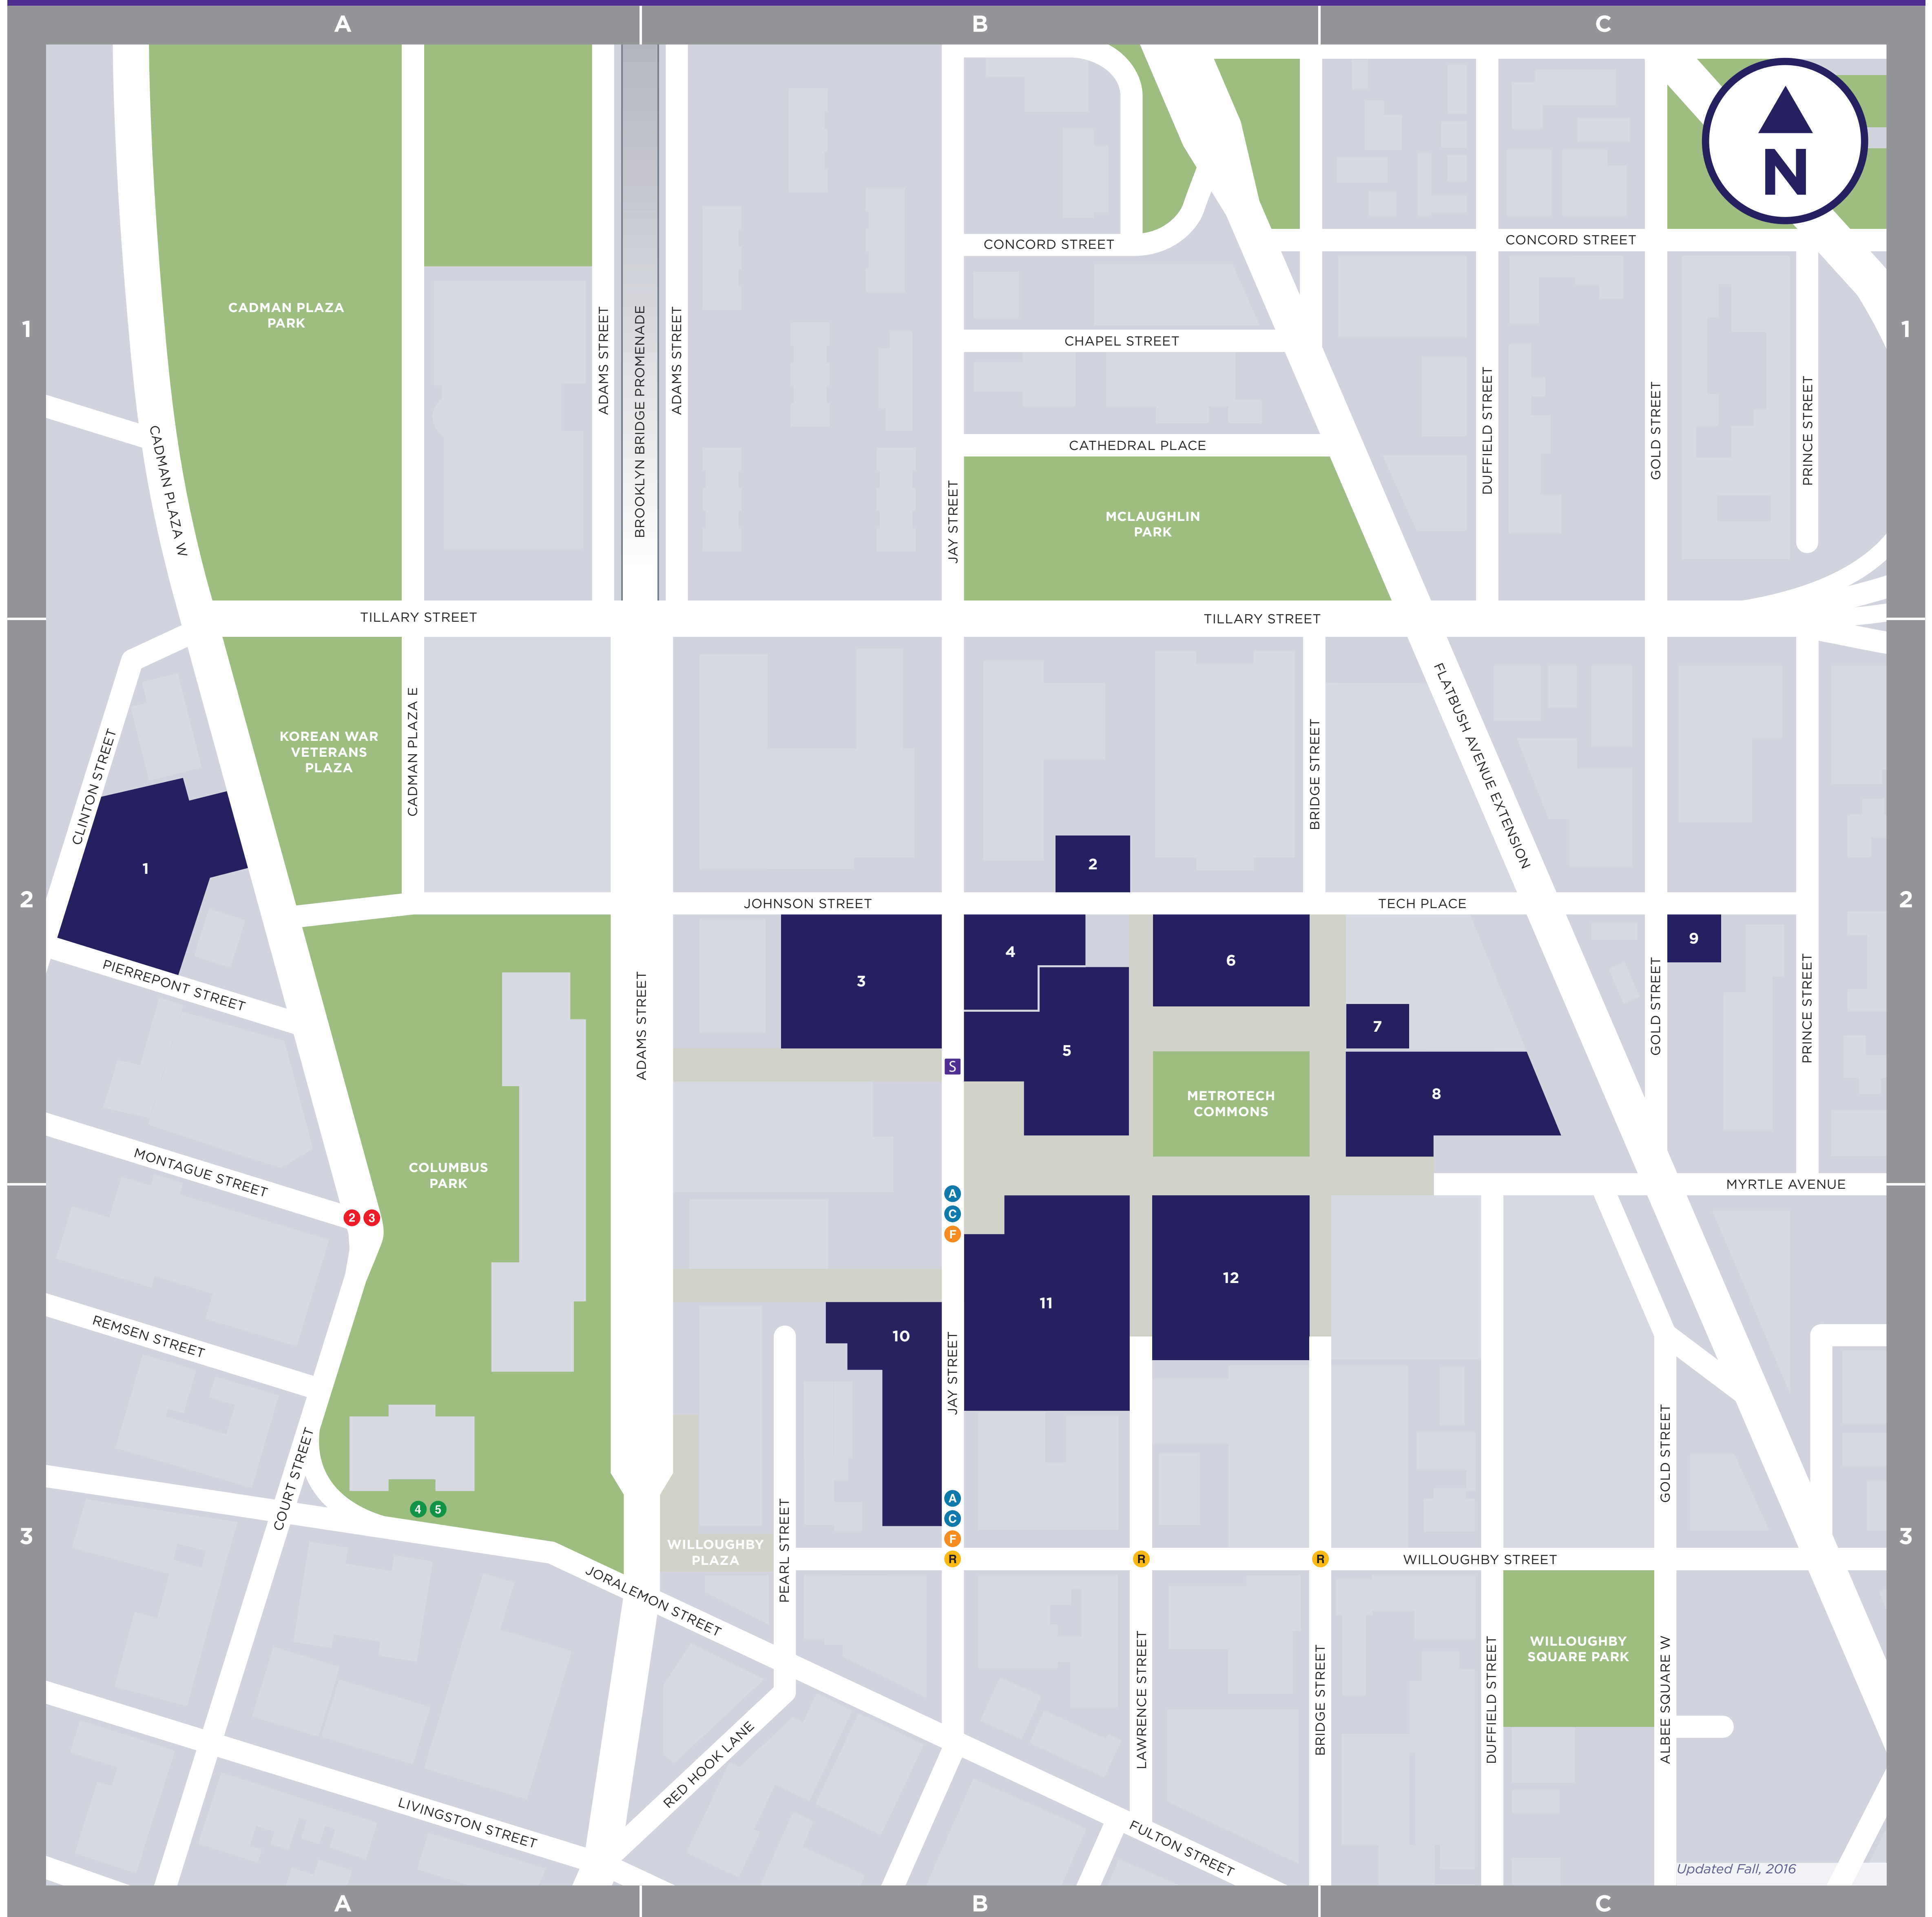 A
B
C
N
CONCORD STREET
CONCORD STREET
CADMAN PLAZA
PARK
1
1
ADAMS STREET
BROOKLYN BRIDGE PROMENADE
ADAMS STREET
CHAPEL STREET
DUFFIELD STREET
GOLD STREET
PRINCE STREET
CADMAN PLAZA W
CATHEDRAL PLACE
JAY STREET
MCLAUGHLIN
PARK
TILLARY STREET
TILLARY STREET
KOREAN WAR
VETERANS
PLAZA
CADMAN PLAZA E
CLINTON STREET
BRIDGE STREET
FLATBUSH AVENUE EXTENSION
1
2
2
2
JOHNSON STREET
TECH PLACE
3
4
6
9
PIERREPONT STREET
ADAMS STREET
7
GOLD STREET
PRINCE STREET
5
S
8
METROTECH
COMMONS
MONTAGUE STREET
COLUMBUS
PARK
MYRTLE AVENUE
A
C
F
2 3
12
11
10
REMSEN STREET
JAY STREET
COURT STREET
GOLD STREET
4 5
A
C
F
R
R
R
3
3
WILLOUGHBY
PLAZA
PEARL STREET
WILLOUGHBY STREET
JORALEMON STREET
WILLOUGHBY
SQUARE PARK
LAWRENCE STREET
BRIDGE STREET
DUFFIELD STREET
ALBEE SQUARE W
RED HOOK LANE
LIVINGSTON STREET
FULTON STREET
Updated Fall, 2016
A
B
C